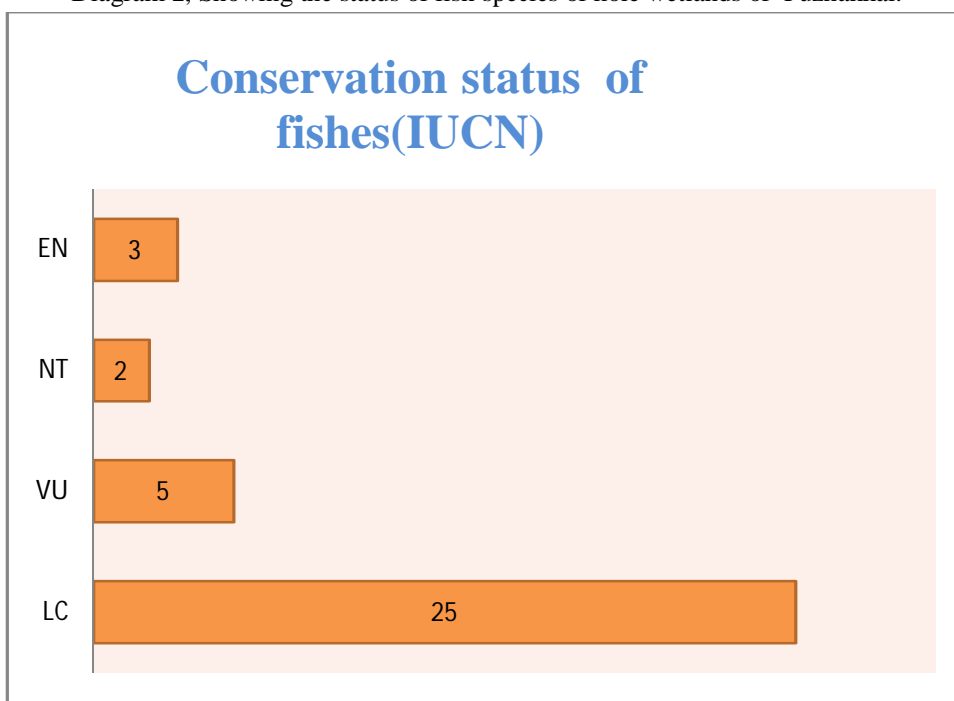 Conservation status of
fishes(IUCN)
EN 3
NT 2
VU 5
LC 25